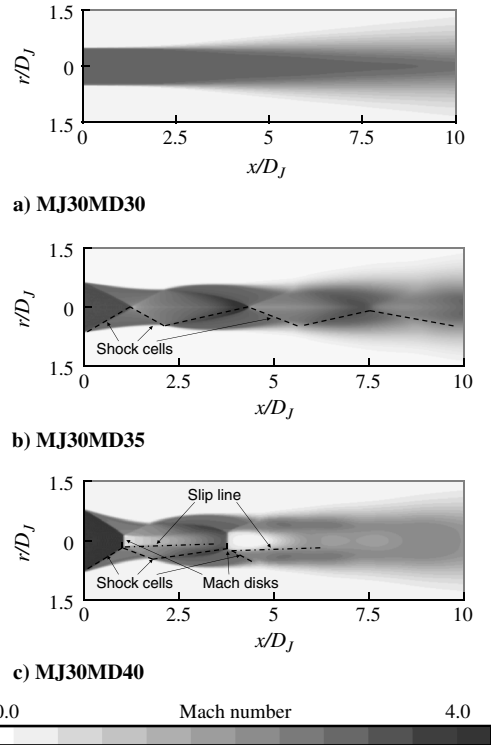 1.5
r/D_J
0
1.5
0 2.5 5 7.5 10
x/D_J
a) MJ30MD30
1.5
r/D_J
0
Shock cells
1.5
0 2.5 5 7.5 10
x/D_J
b) MJ30MD35
1.5
Slip line
r/D_J
0
Shock cells Mach disks
1.5
0 2.5 5 7.5 10
x/D_J
c) MJ30MD40
0.0 Mach number 4.0